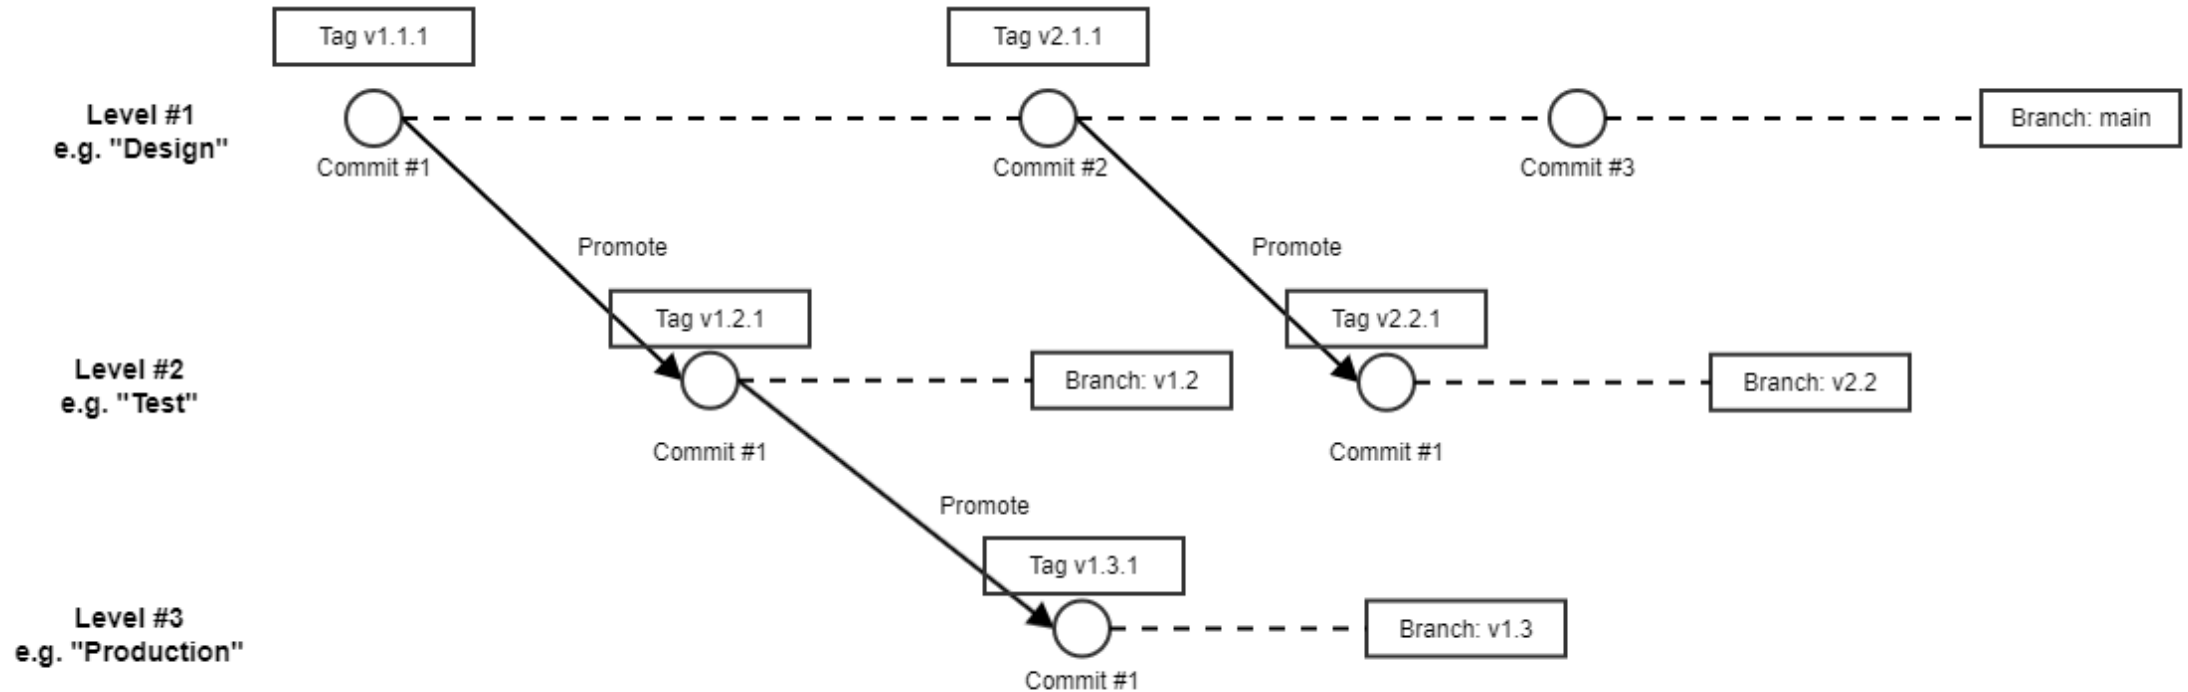 Tag v1.1.1
Tag v2.1.1
Level #1
e.g. "Design"
Branch: main
Commit #1
Commit #2
Commit #3
Promote
Promote
Tag v1.2.1
Tag v2.2.1
Level #2
e.g. "Test"
Branch: v1.2
Branch: v2.2
Commit #1
Commit #1
Promote
Tag v1.3.1
Level #3
e.g. "Production"
Branch: v1.3
Commit #1